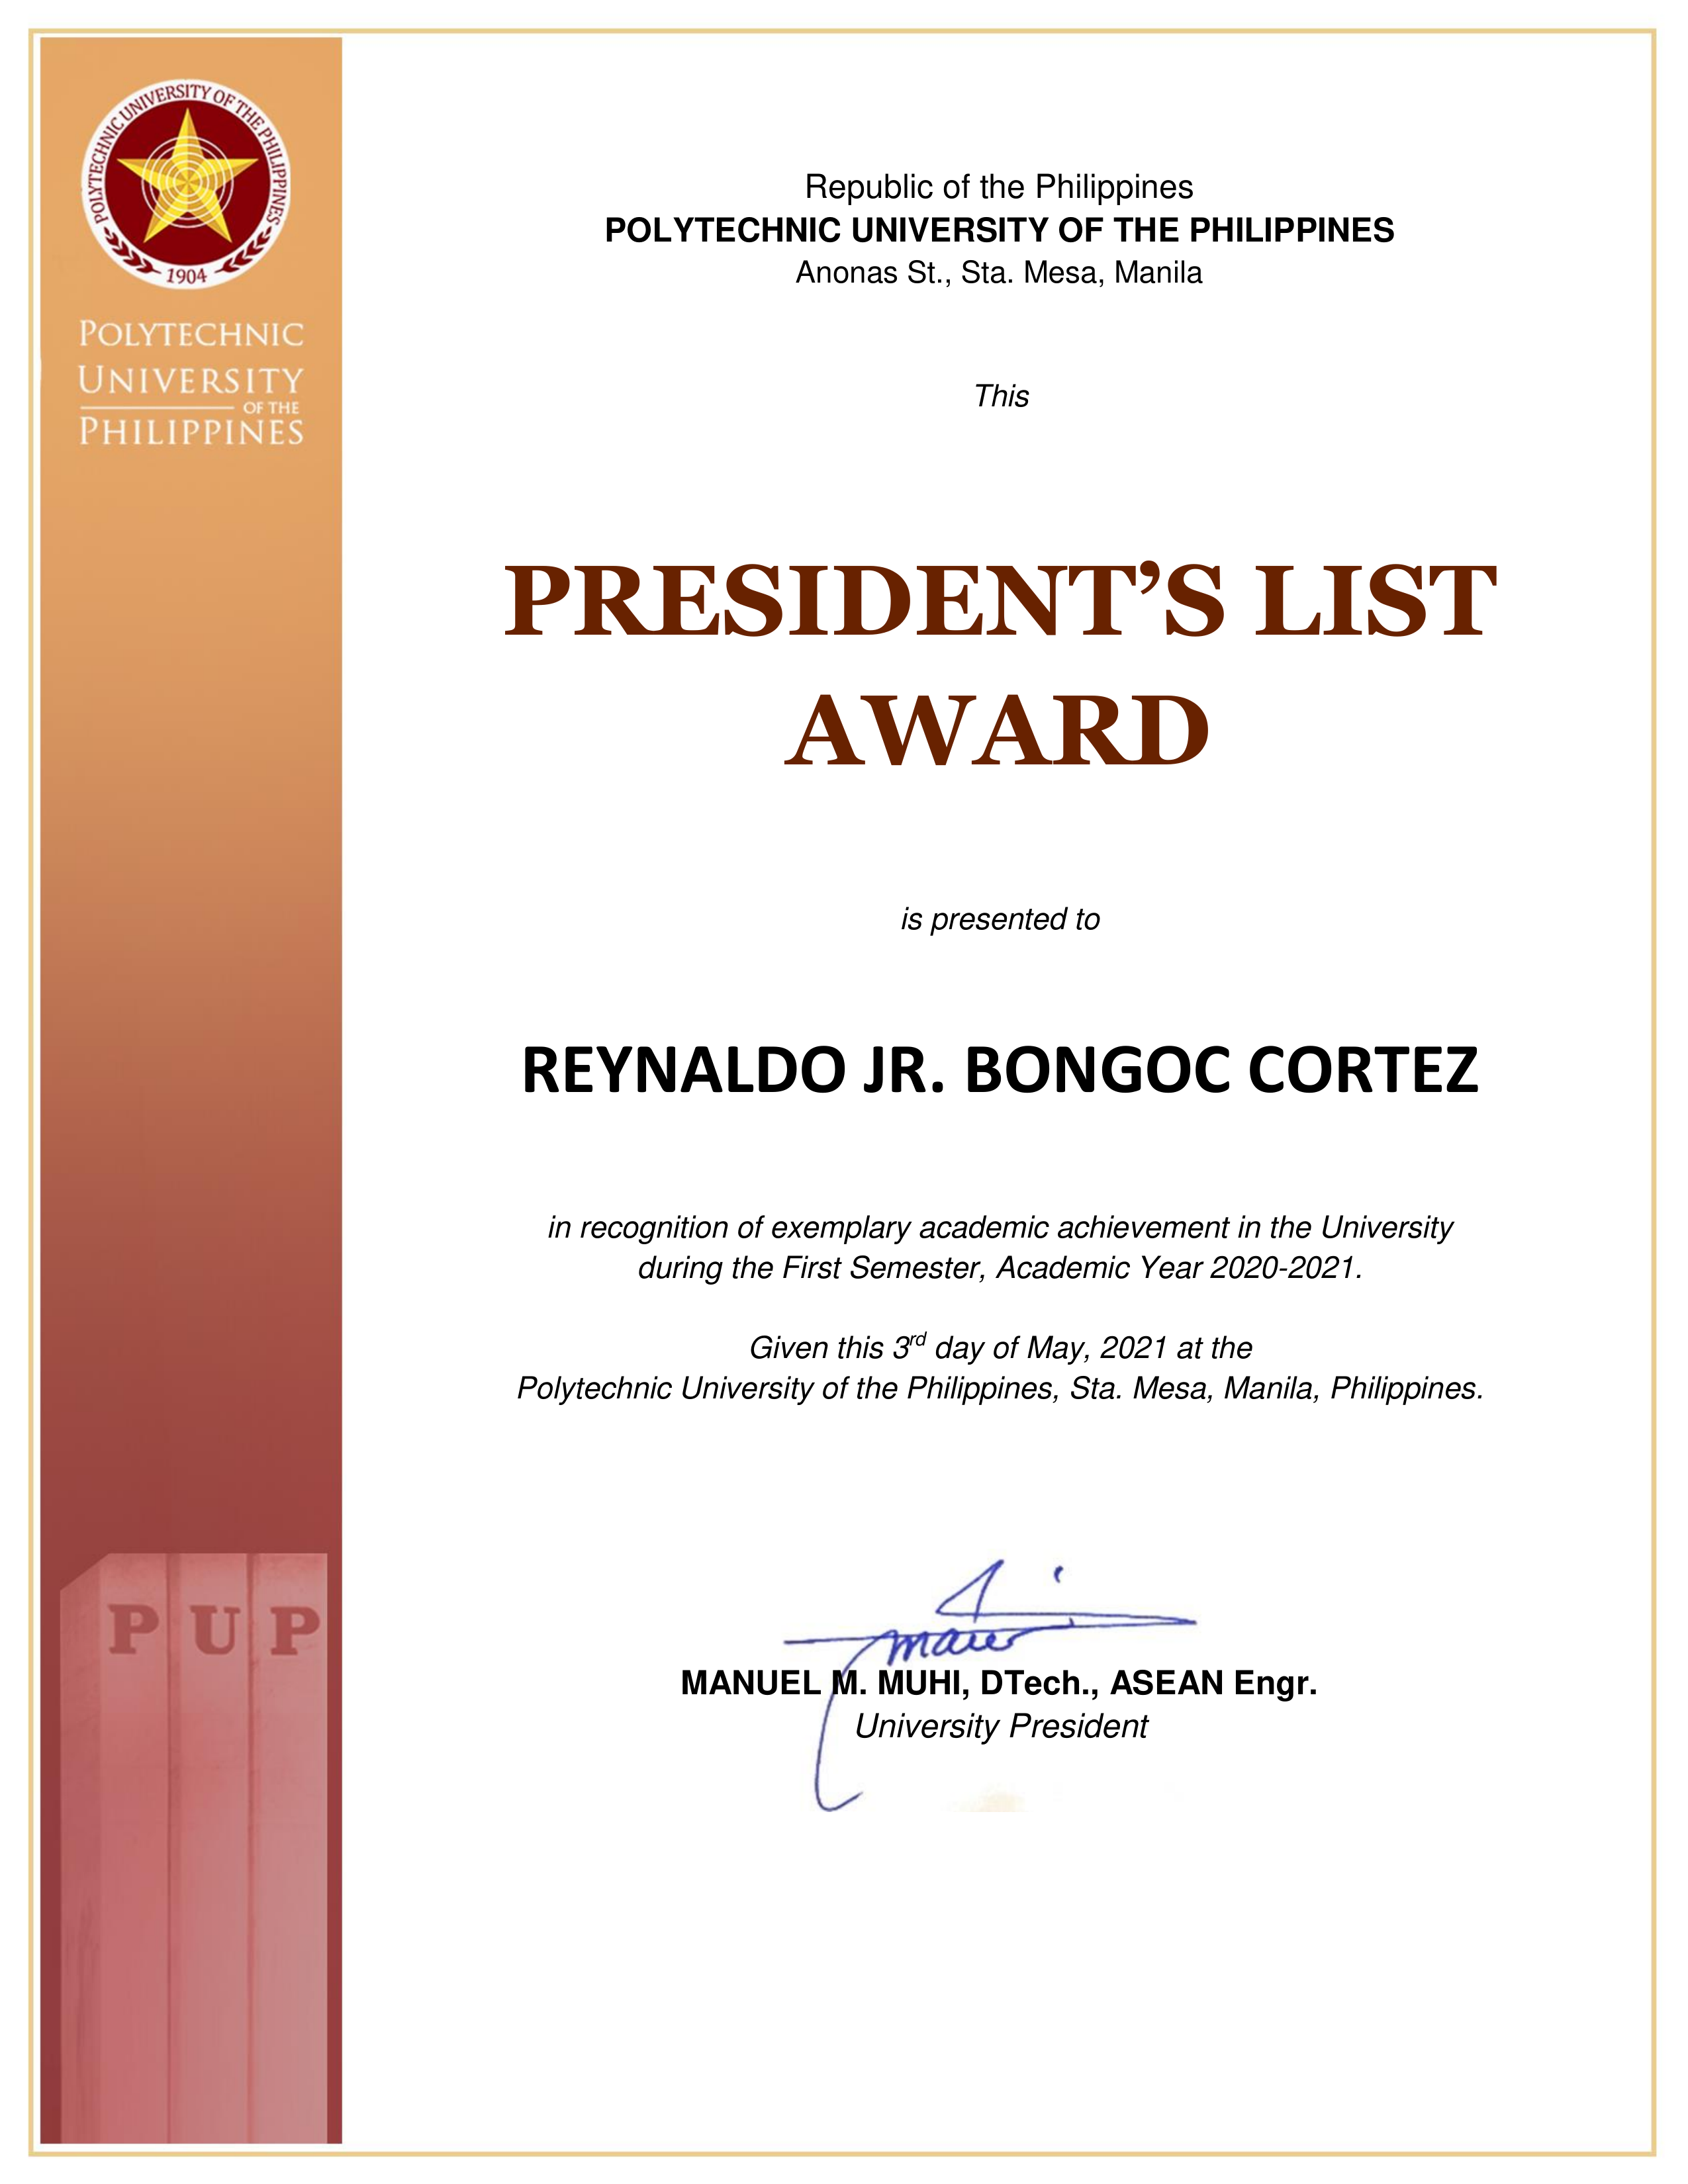 POLYTECHNIC UNIVERSITY OF THE PHILIPPINES
1904
POLYTECHNIC
UNIVERSITY
OF THE
PHILIPPINES
Republic of the Philippines
POLYTECHNIC UNIVERSITY OF THE PHILIPPINES
Anonas St., Sta. Mesa, Manila
This
PRESIDENT’S LIST
AWARD
is presented to
REYNALDO JR. BONGOC CORTEZ
in recognition of exemplary academic achievement in the University
during the First Semester, Academic Year 2020-2021.
Given this 3rd day of May, 2021 at the
Polytechnic University of the Philippines, Sta. Mesa, Manila, Philippines.
MANUEL M. MUHI, DTech., ASEAN Engr.
University President
PUP